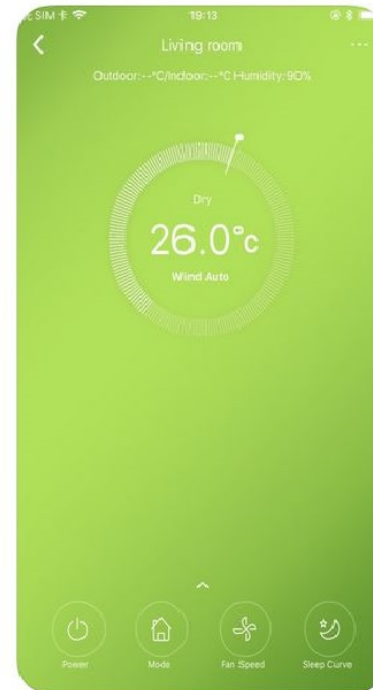 SIM 19:13
Living room
Outdoor:--°C/Indoor:--°C Humidity:90%
Dry
26.0°c
Wind Auto
Power Mode Fan Speed Sleep Curve